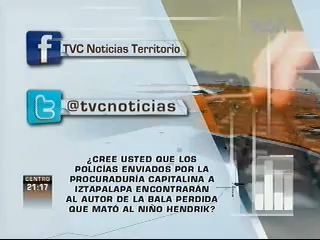 f
TVC Noticias Territorio
t
@tvcnoticias
¿CREE USTED QUE LOS
POLICÍAS ENVIADOS POR LA
PROCURADURÍA CAPITALINA A
IZTAPALAPA ENCONTRARÁN
AL AUTOR DE LA BALA PERDIDA
QUE MATÓ AL NIÑO HENDRIK?
CENTRO
21:17